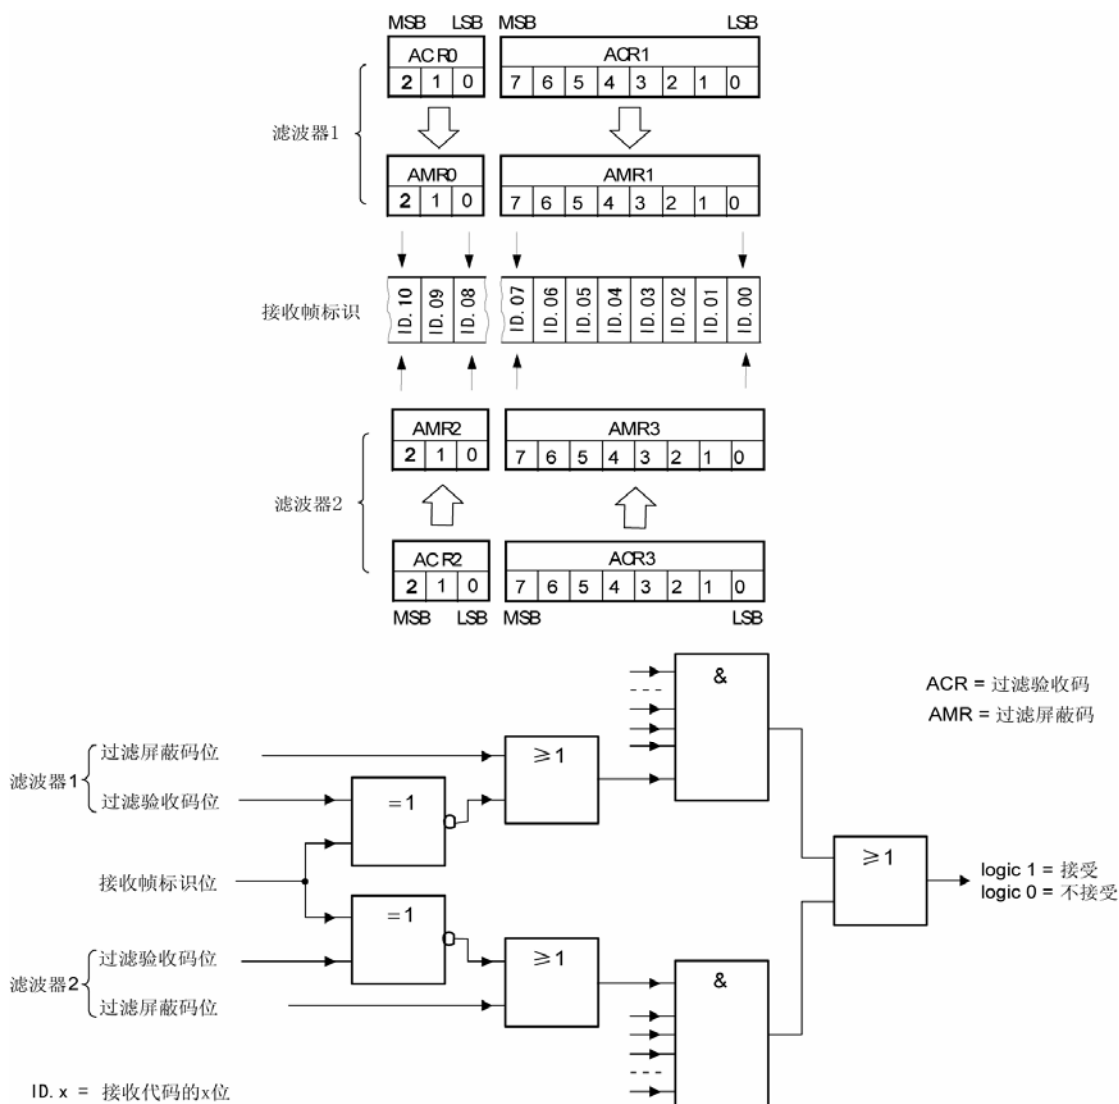 MSB LSB MSB LSB
ACR0 ACR1
2 1 0 7 6 5 4 3 2 1 0
滤波器1
AMR0 AMR1
2 1 0 7 6 5 4 3 2 1 0
接收帧标识 ID.10 ID.09 ID.08 ID.07 ID.06 ID.05 ID.04 ID.03 ID.02 ID.01 ID.00
AMR2 AMR3
2 1 0 7 6 5 4 3 2 1 0
滤波器2
ACR2 ACR3
2 1 0 7 6 5 4 3 2 1 0
MSB LSB MSB LSB
&
ACR = 过滤验收码
AMR = 过滤屏蔽码
过滤屏蔽码位
≥1
滤波器1
过滤验收码位
=1
≥1
接收帧标识位
logic 1 = 接受
logic 0 = 不接受
=1
过滤验收码位
≥1
滤波器2
过滤屏蔽码位
&
ID.x = 接收代码的x位